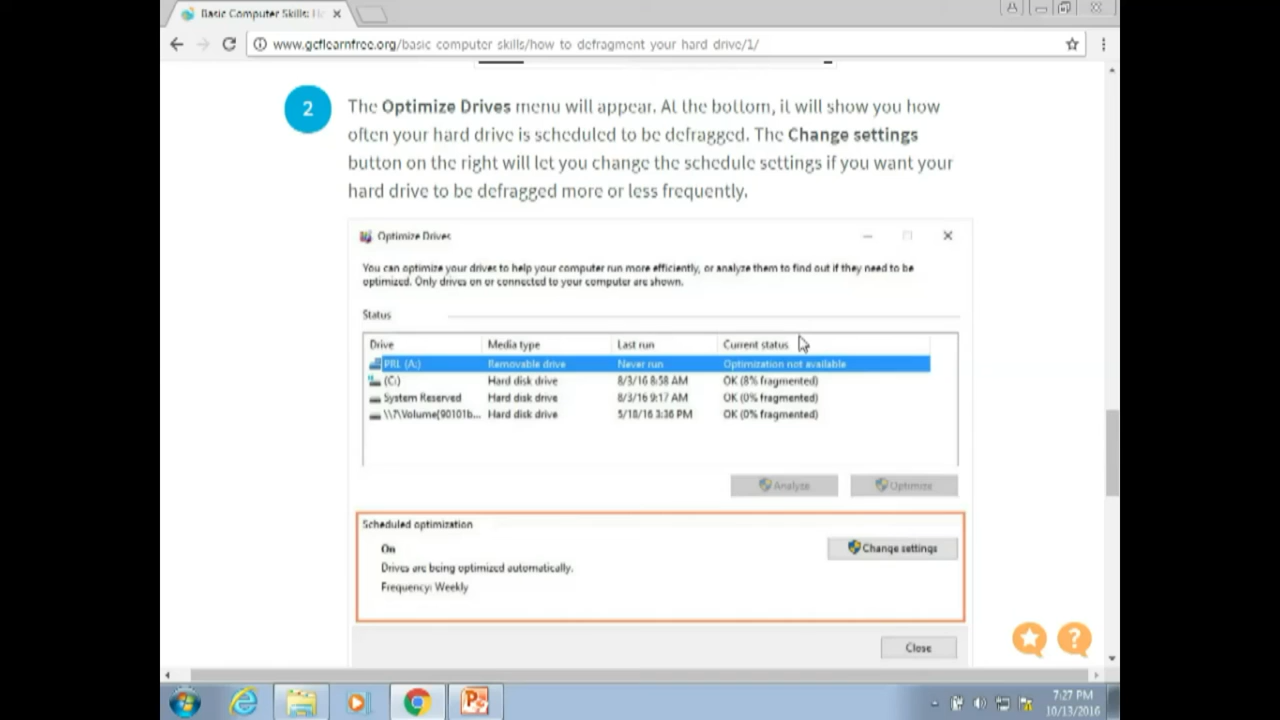 Basic Computer Skills: H
www.gcflearnfree.org/basic computer skills/how to defragment your hard drive/1/
2
The Optimize Drives menu will appear. At the bottom, it will show you how
often your hard drive is scheduled to be defragged. The Change settings
button on the right will let you change the schedule settings if you want your
hard drive to be defragged more or less frequently.
Optimize Drives
You can optimize your drives to help your computer run more efficiently, or analyze them to find out if they need to be
optimized. Only drives on or connected to your computer are shown.
Status
Drive Media type Last run Current status
PRL (A:) Removable drive Never run Optimization not available
(C:) Hard disk drive 8/3/16 8:58 AM OK (8% fragmented)
System Reserved Hard disk drive 8/3/16 9:17 AM OK (0% fragmented)
\\?\Volume{90101b... Hard disk drive 5/18/16 3:36 PM OK (0% fragmented)
Analyze Optimize
Scheduled optimization
On
Change settings
Drives are being optimized automatically.
Frequency: Weekly
Close
?
7:27 PM
10/13/2016